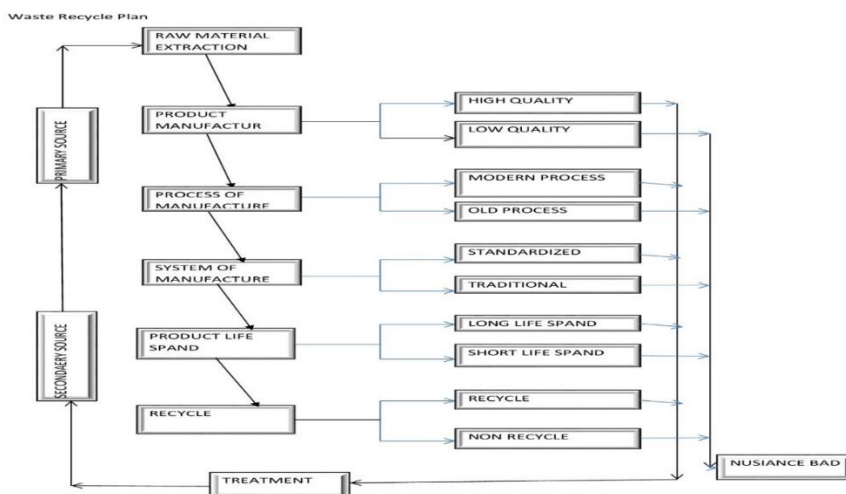 Waste Recycle Plan
RAW MATERIAL
EXTRACTION
PRODUCT
MANUFACTUR
HIGH QUALITY
LOW QUALITY
PRIMARY SOURCE
PROCESS OF
MANUFACTURE
MODERN PROCESS
OLD PROCESS
SYSTEM OF
MANUFACTURE
STANDARDIZED
TRADITIONAL
SECONDAERY SOURCE
PRODUCT LIFE
SPAND
LONG LIFE SPAND
SHORT LIFE SPAND
RECYCLE
RECYCLE
NON RECYCLE
TREATMENT
NUSIANCE BAD